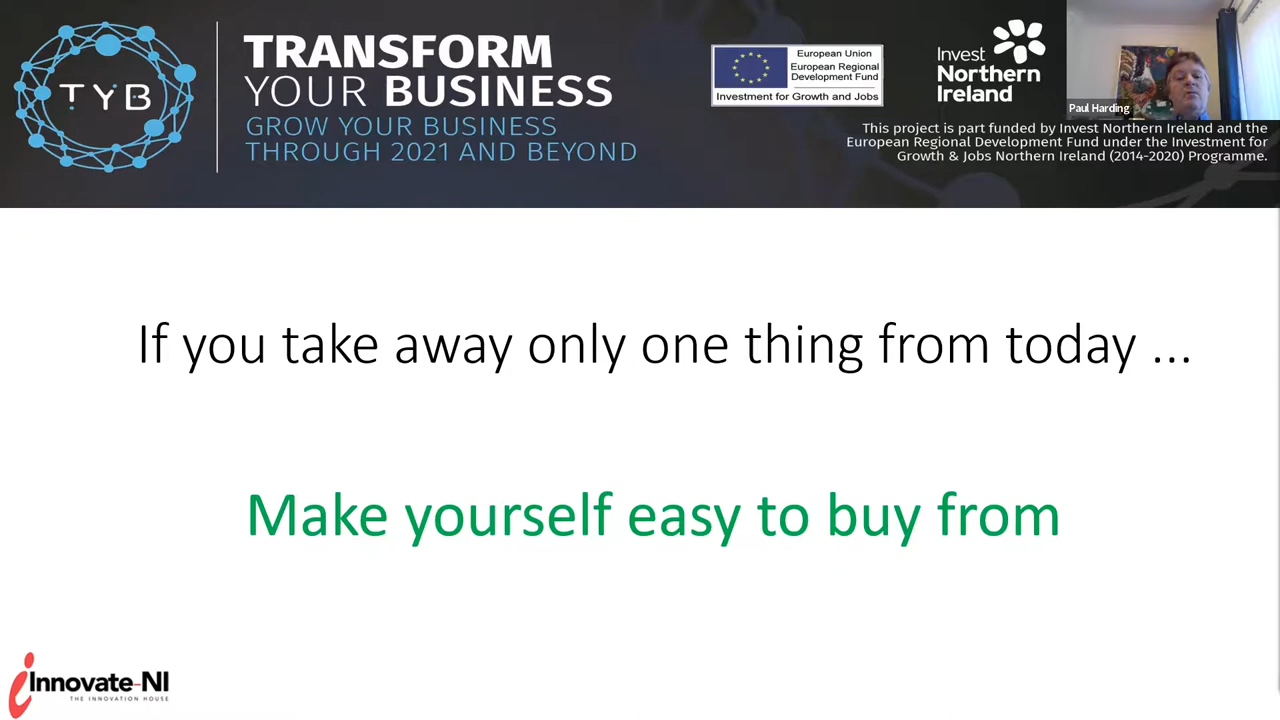 TYB
TRANSFORM
YOUR BUSINESS
GROW YOUR BUSINESS
THROUGH 2021 AND BEYOND
European Union
European Regional
Development Fund
Investment for Growth and Jobs
Invest
Northern
Ireland
Paul Harding
This project is part funded by Invest Northern Ireland and the
European Regional Development Fund under the Investment for
Growth & Jobs Northern Ireland (2014-2020) Programme.
If you take away only one thing from today ...
Make yourself easy to buy from
innovate-NI
THE INNOVATION HOUSE